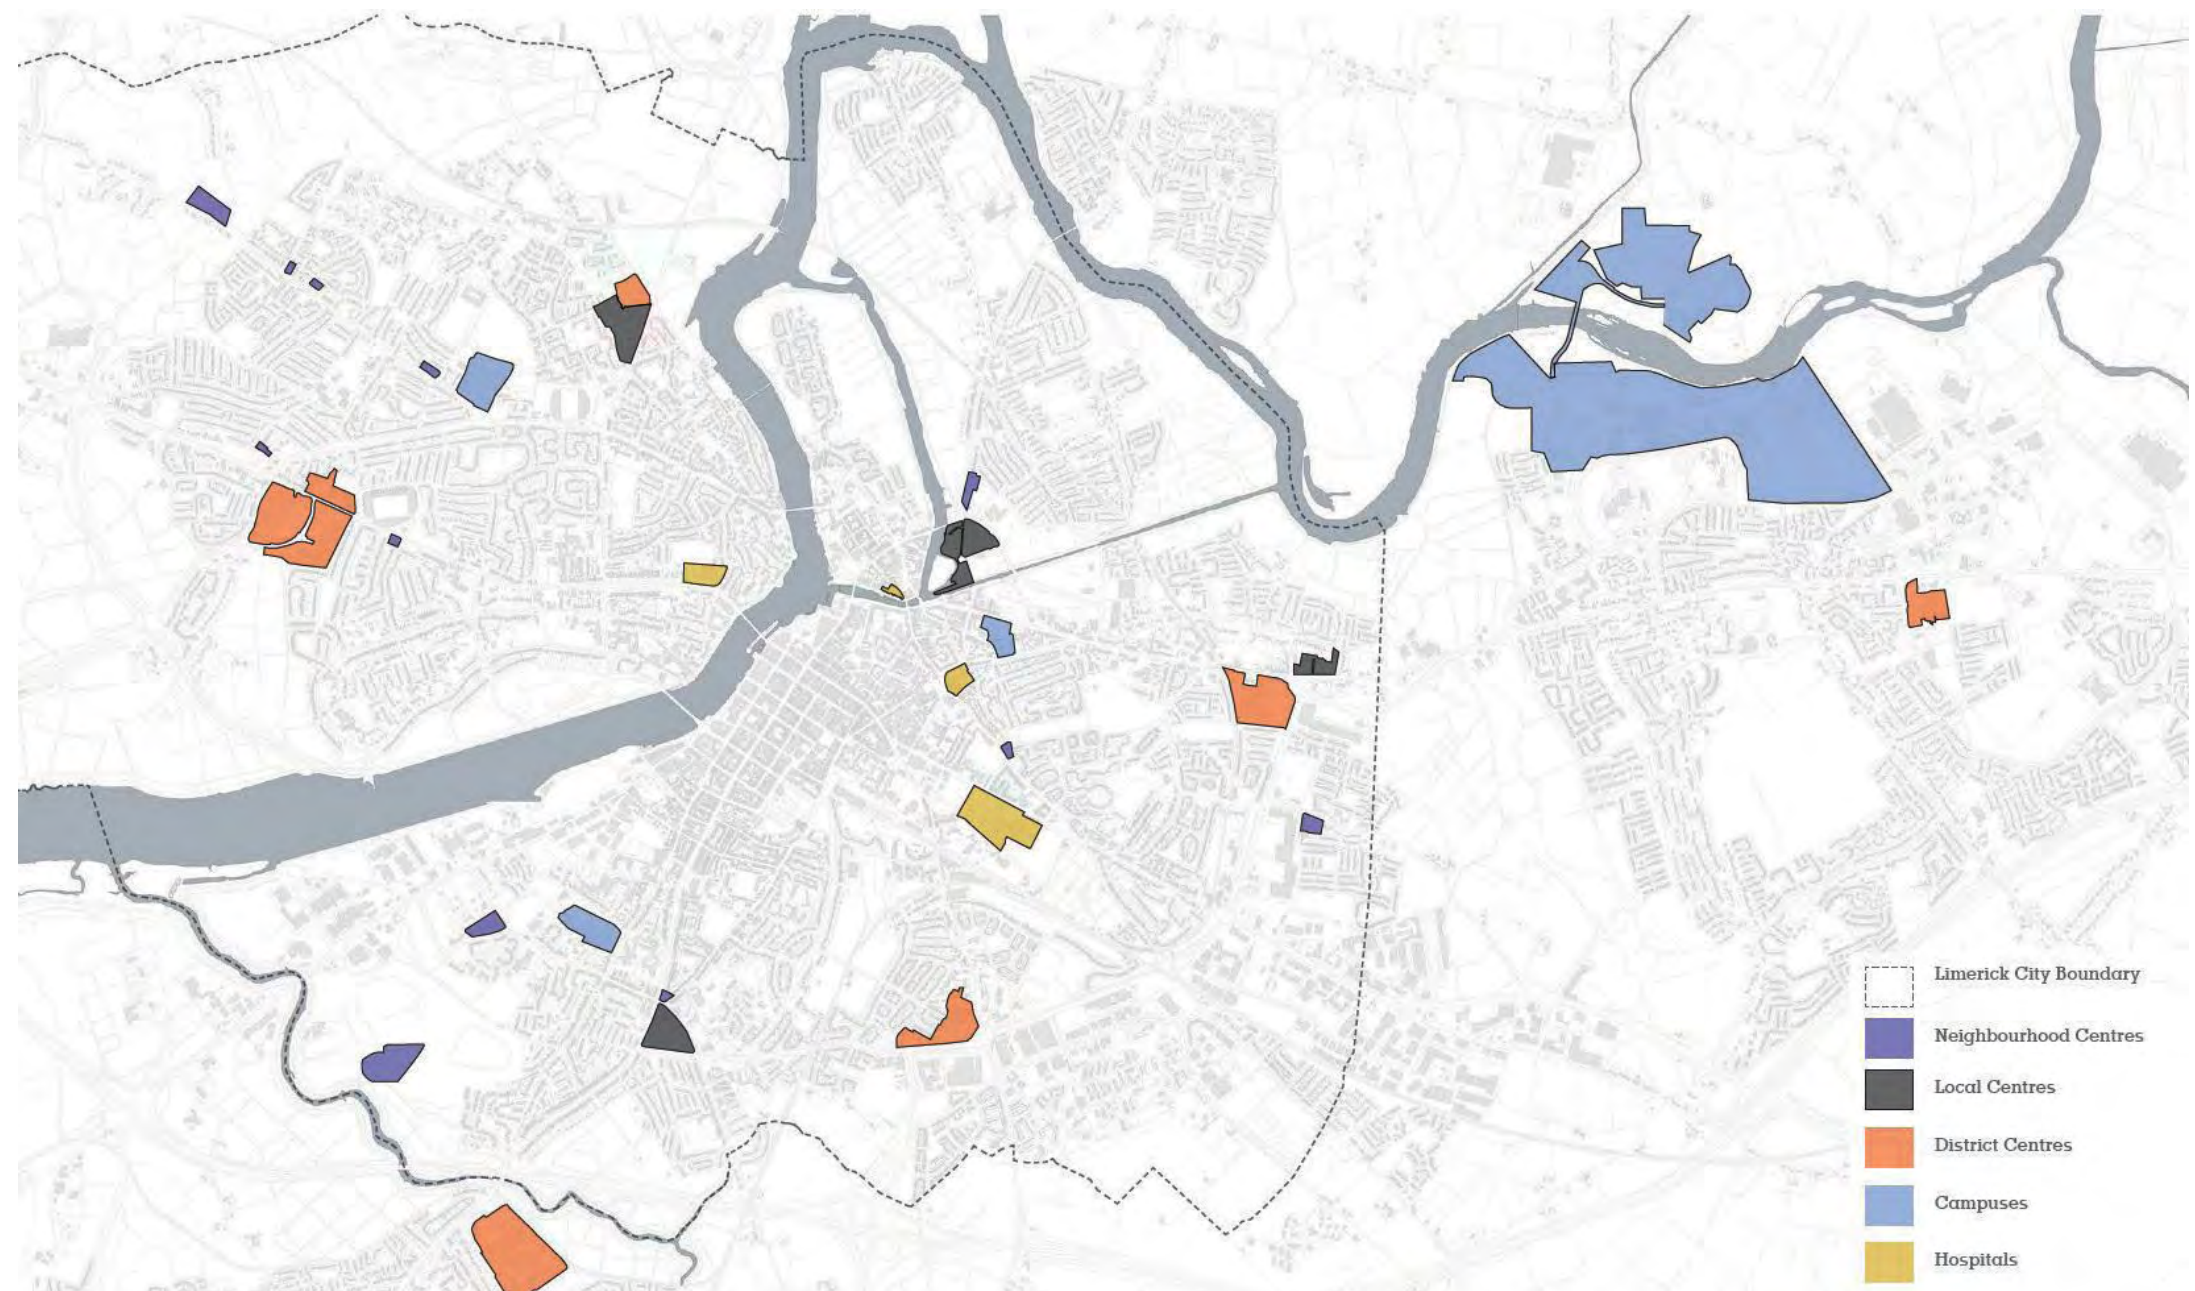 Limerick City Boundary
Neighbourhood Centres
Local Centres
District Centres
Campuses
Hospitals